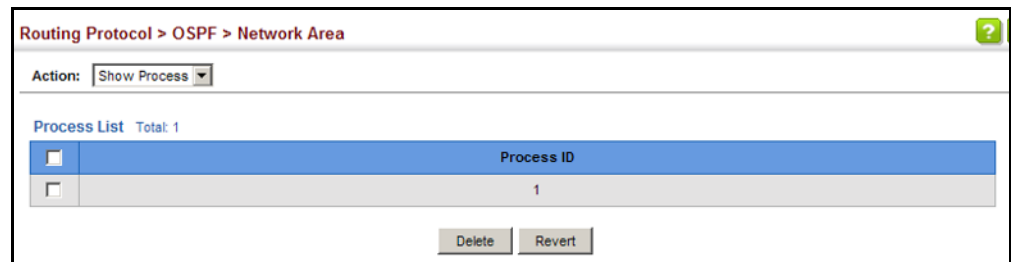 Routing Protocol > OSPF > Network Area
?
Action: Show Process
Process List Total: 1
Process ID
1
Delete Revert